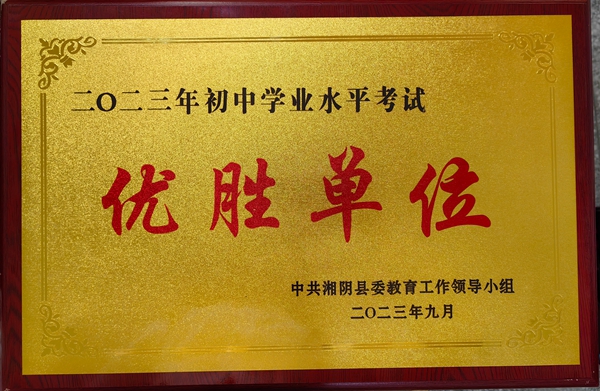 二〇二三年初中学业水平考试
优胜单位
中共湘阴县委教育工作领导小组
二〇二三年九月